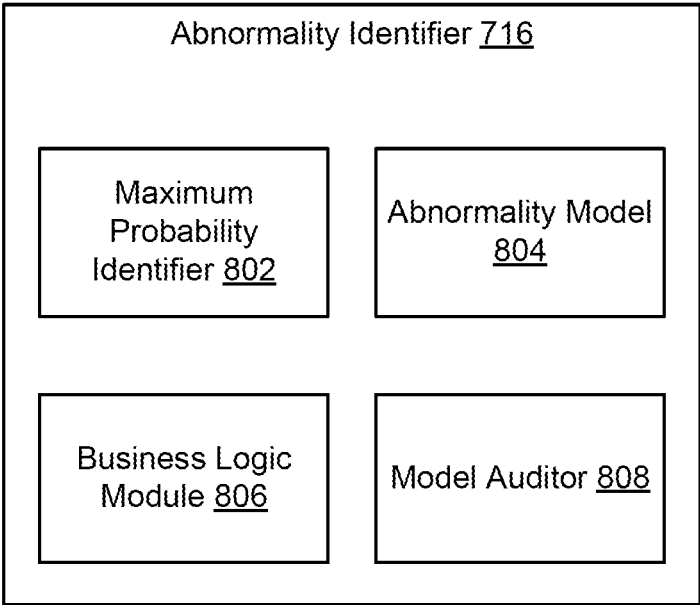 Abnormality Identifier 716
Maximum
Probability
Identifier 802
Abnormality Model
804
Business Logic
Module 806
Model Auditor 808